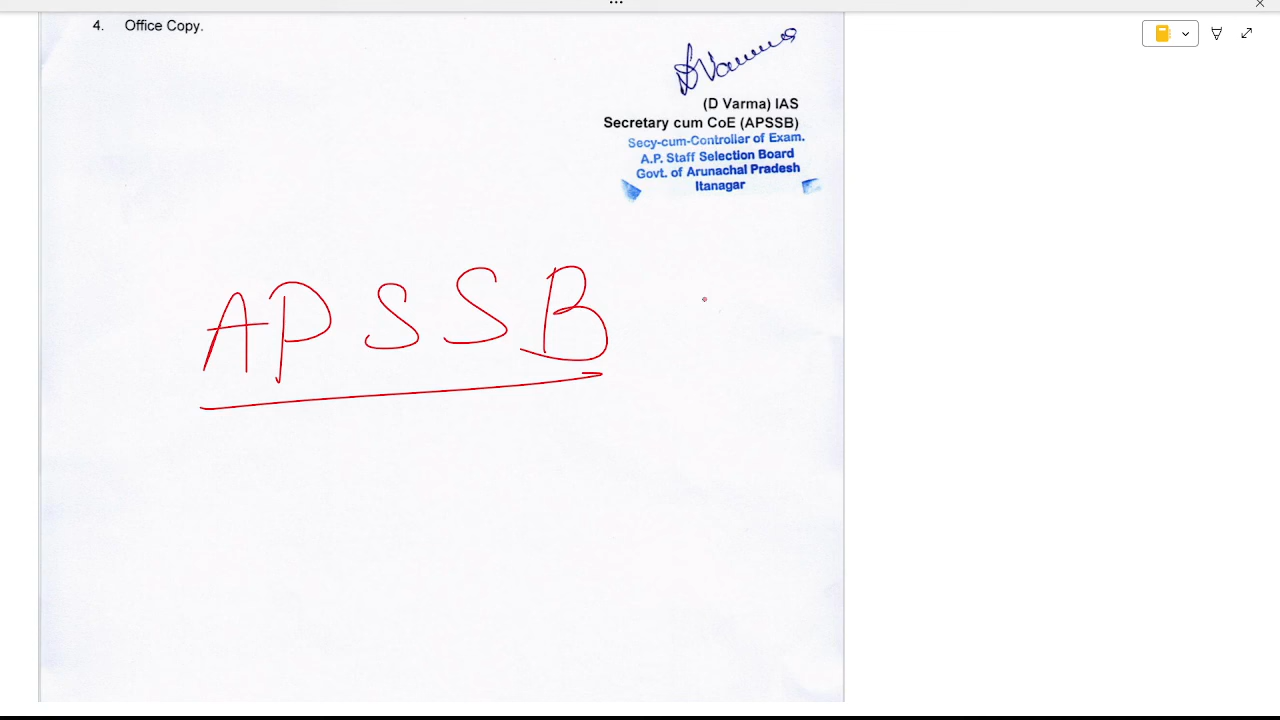 4. Office Copy.
DVarma
(D Varma) IAS
Secretary cum CoE (APSSB)
Secy-cum-Controller of Exam.
A.P. Staff Selection Board
Govt. of Arunachal Pradesh
Itanagar
APSSB